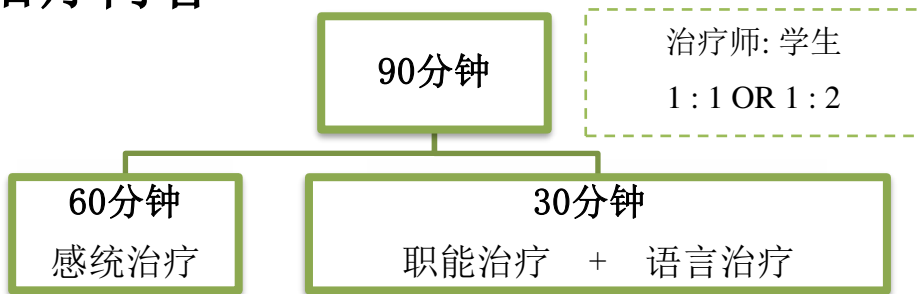 90分钟
治疗师: 学生
1 : 1 OR 1 : 2
60分钟
感统治疗
30分钟
职能治疗 + 语言治疗